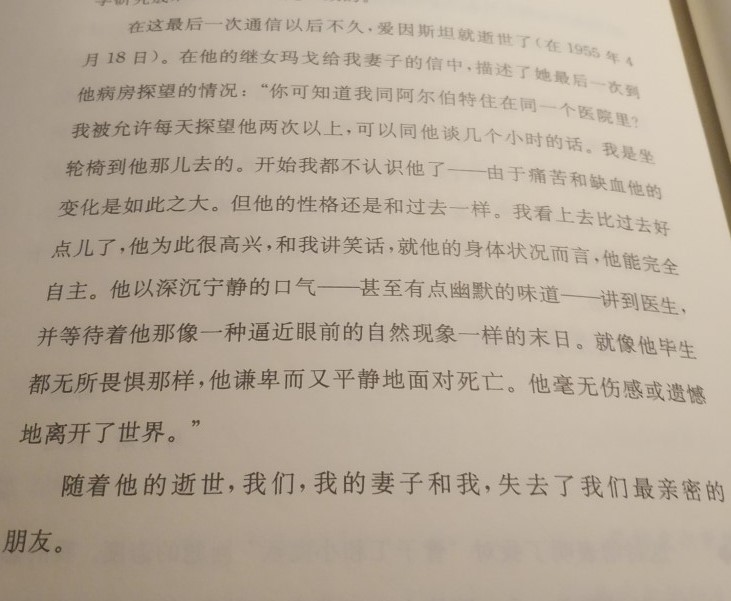 在这最后一次通信以后不久，爱因斯坦就逝世了(在 1955 年 4
月 18 日)。在他的继女玛戈给我妻子的信中，描述了她最后一次到
他病房探望的情况：“你可知道我同阿尔伯特住在同一个医院里？
我被允许每天探望他两次以上，可以同他谈几个小时的话。我是坐
轮椅到他那儿去的。开始我都不认识他了——由于痛苦和缺血他的
变化是如此之大。但他的性格还是和过去一样。我看上去比过去好
点儿了，他为此很高兴，和我讲笑话，就他的身体状况而言，他能完全
自主。他以深沉宁静的口气——甚至有点幽默的味道——讲到医生，
并等待着他那像一种逼近眼前的自然现象一样的末日。就像他毕生
都无所畏惧那样，他谦卑而又平静地面对死亡。他毫无伤感或遗憾
地离开了世界。”
随着他的逝世，我们，我的妻子和我，失去了我们最亲密的
朋友。